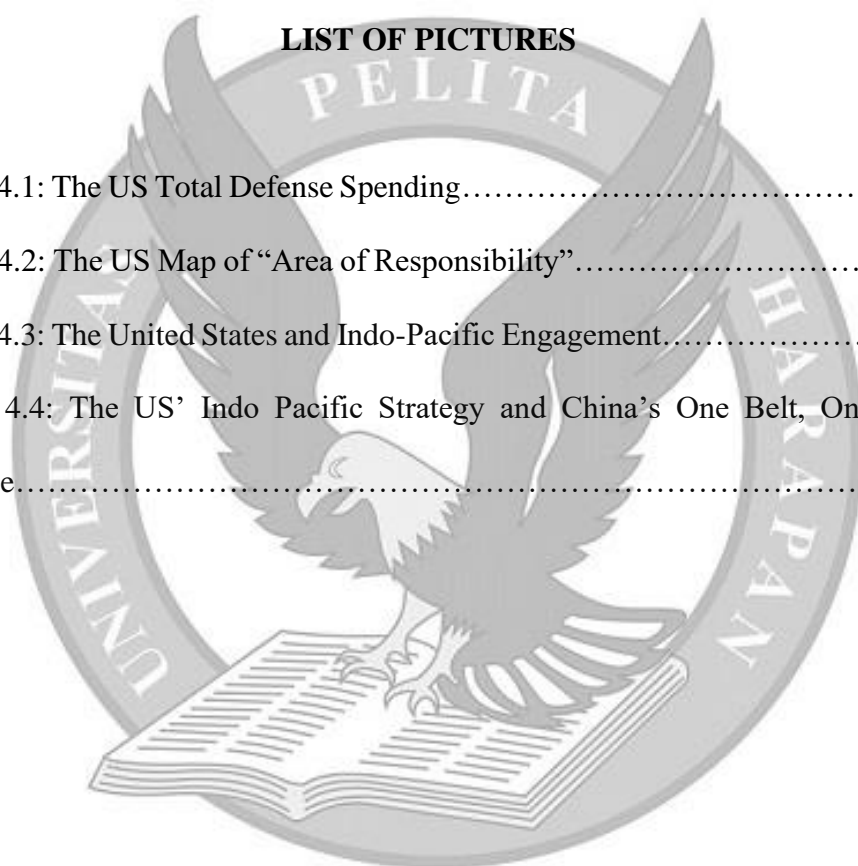 LIST OF PICTURES
4.1: The US Total Defense Spending……………………………………
4.2: The US Map of “Area of Responsibility”…………………………
4.3: The United States and Indo-Pacific Engagement…………………
4.4: The US’ Indo Pacific Strategy and China’s One Belt, On
e………………………………………………………………………………
UNIVERSITAS PELITA HARAPAN